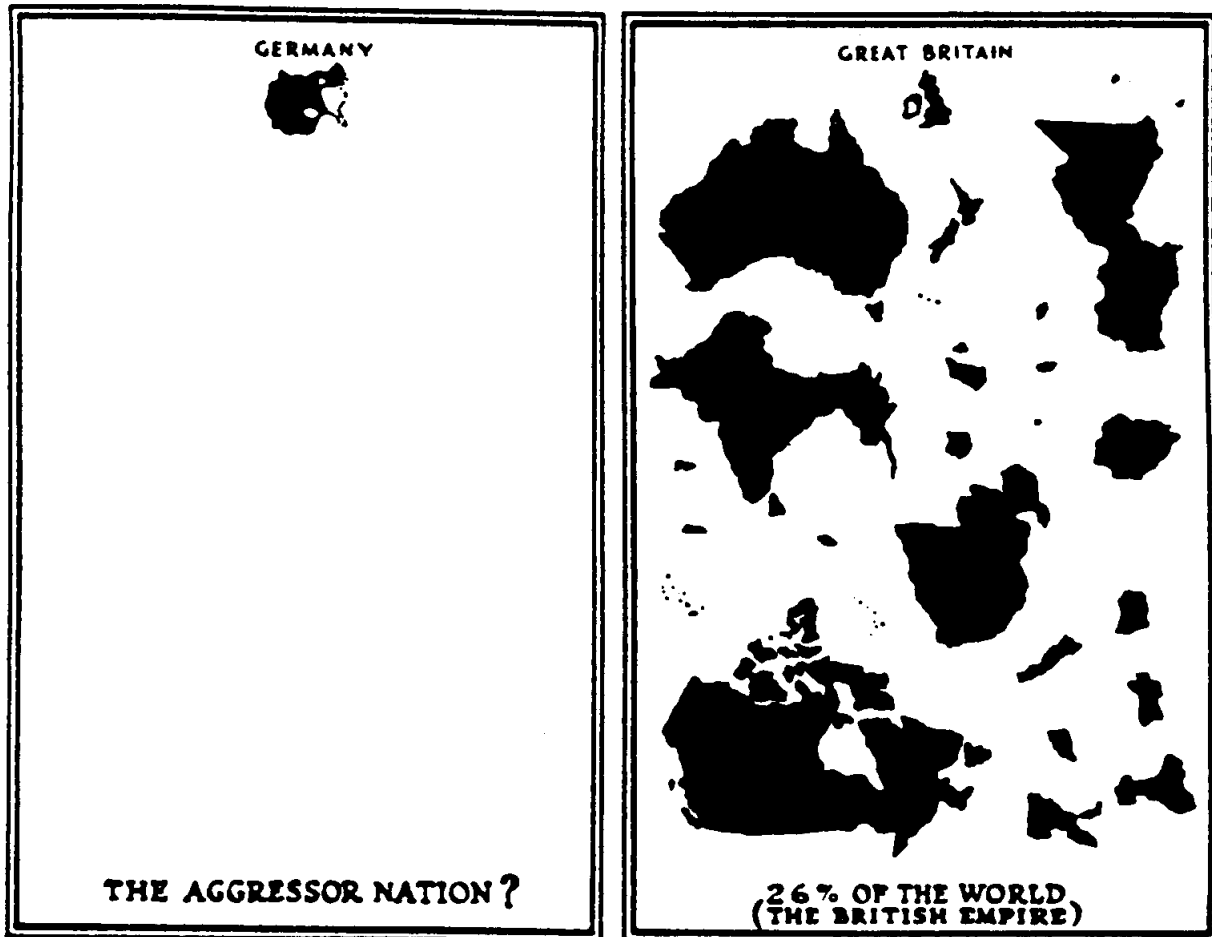 GERMANY
THE AGGRESSOR NATION?
GREAT BRITAIN
26% OF THE WORLD
(THE BRITISH EMPIRE)